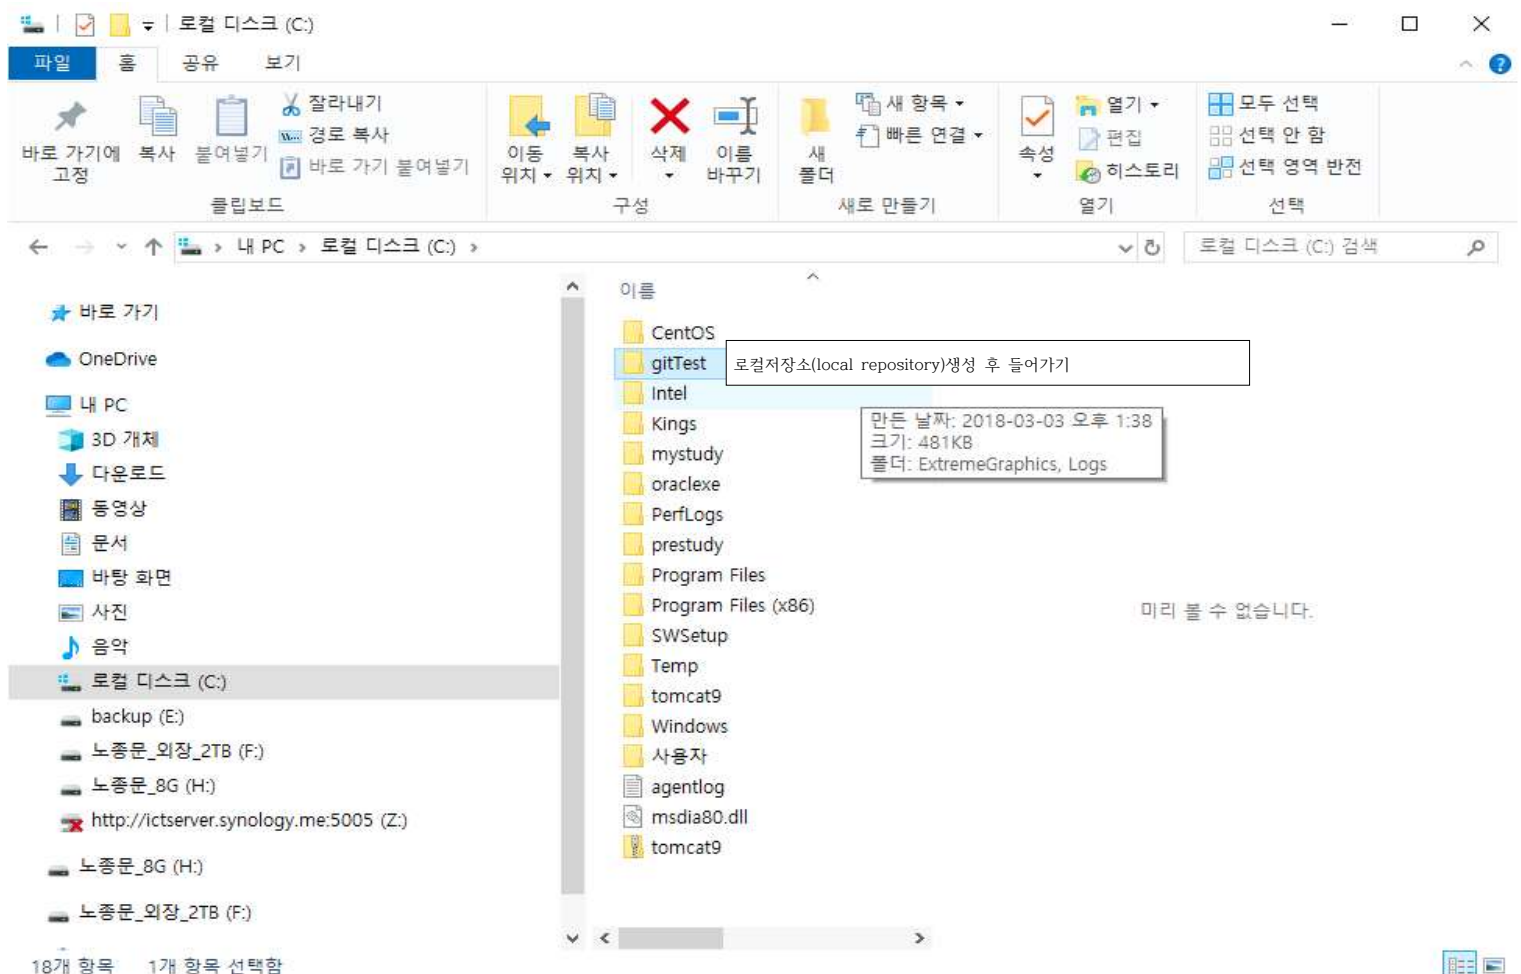 로컬 디스크 (C:)
파일 홈 공유 보기
바로 가기에 고정
복사
붙여넣기
잘라내기
경로 복사
바로 가기 붙여넣기
이동 위치
복사 위치
삭제
이름 바꾸기
새 폴더
새 항목
빠른 연결
속성
열기
편집
히스토리
모두 선택
선택 안 함
선택 영역 반전
클립보드 구성 새로 만들기 열기 선택
내 PC 로컬 디스크 (C:)
로컬 디스크 (C:) 검색
바로 가기
OneDrive
내 PC
3D 개체
다운로드
동영상
문서
바탕 화면
사진
음악
로컬 디스크 (C:)
backup (E:)
노종문_외장_2TB (F:)
노종문_8G (H:)
http://ictserver.synology.me:5005 (Z:)
노종문_8G (H:)
노종문_외장_2TB (F:)
이름
CentOS
gitTest
로컬저장소(local repository)생성 후 들어가기
Intel
Kings
mystudy
oraclexe
PerfLogs
prestudy
Program Files
Program Files (x86)
SWSetup
Temp
tomcat9
Windows
사용자
agentlog
msdia80.dll
tomcat9
만든 날짜: 2018-03-03 오후 1:38
크기: 481KB
폴더: ExtremeGraphics, Logs
미리 볼 수 없습니다.
18개 항목 1개 항목 선택함